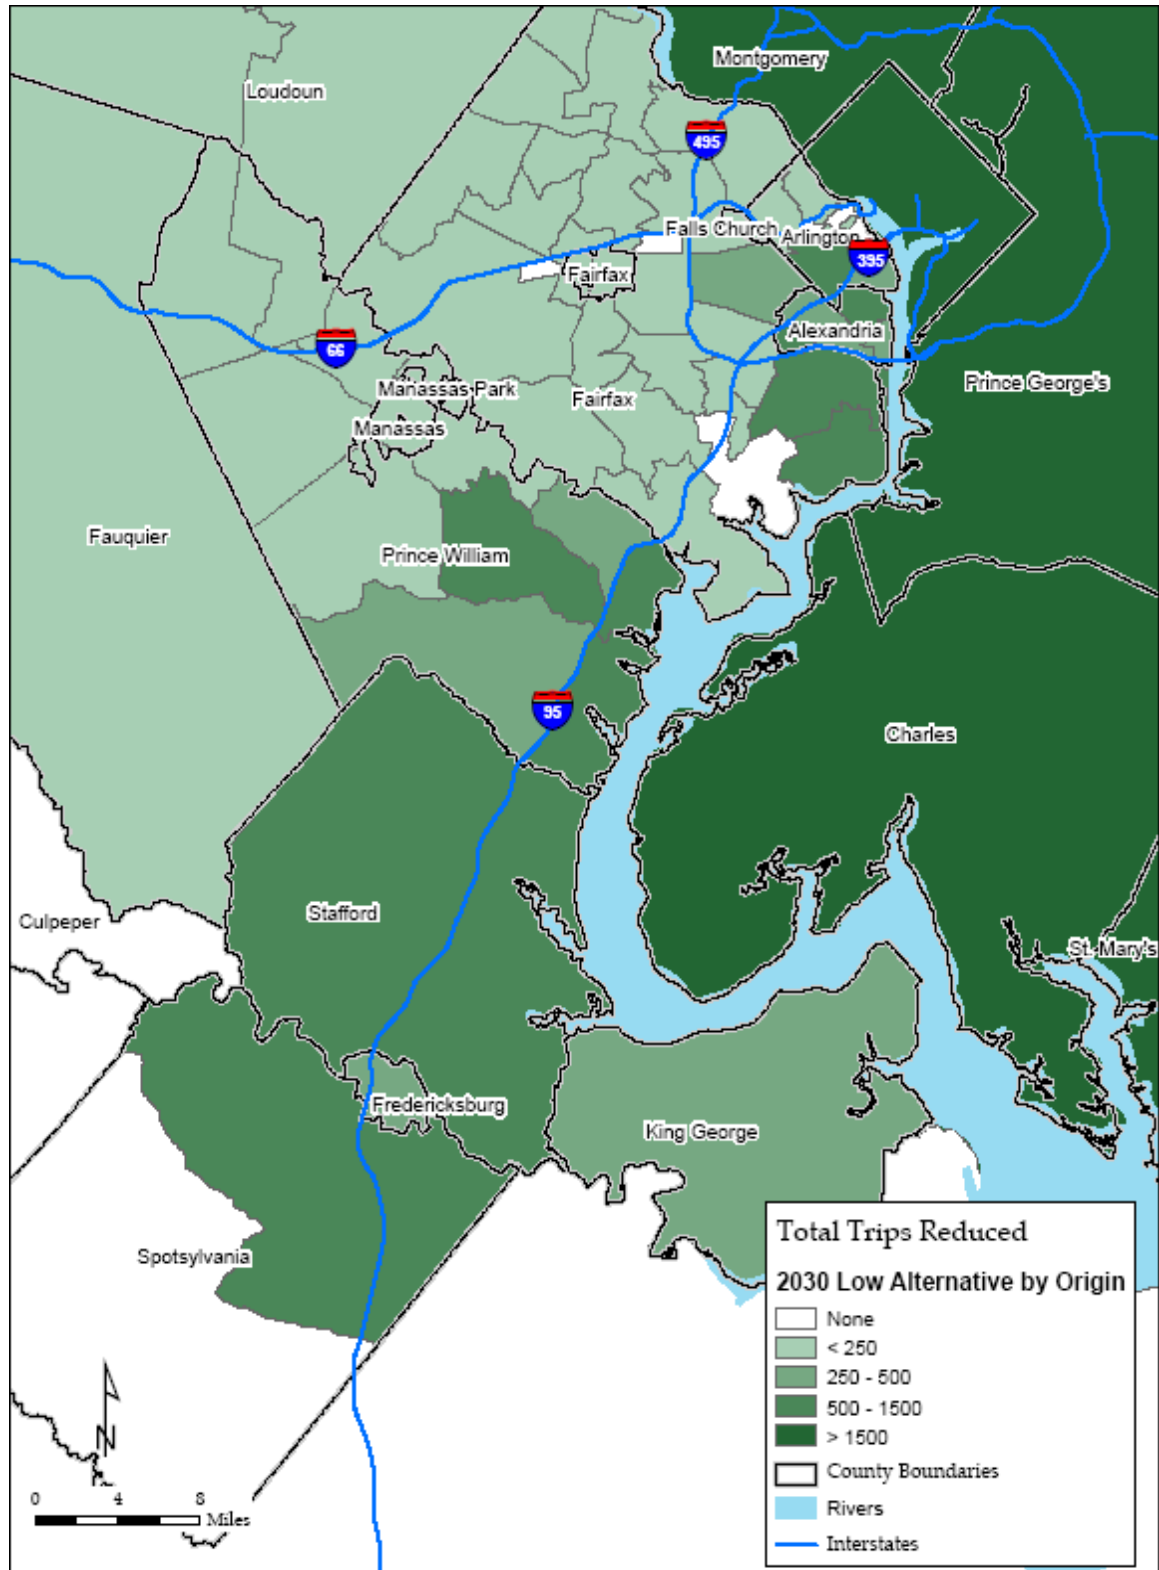 Montgomery
Loudoun
495
Falls Church
Arlington
395
Fairfax
Alexandria
66
Manassas Park
Prince George's
Fairfax
Manassas
Fauquier
Prince William
95
Charles
Stafford
Culpeper
St. Mary's
Fredericksburg
King George
Spotsylvania
Total Trips Reduced
2030 Low Alternative by Origin
None
< 250
250 - 500
500 - 1500
> 1500
County Boundaries
Rivers
Interstates
N
0 4 8
Miles